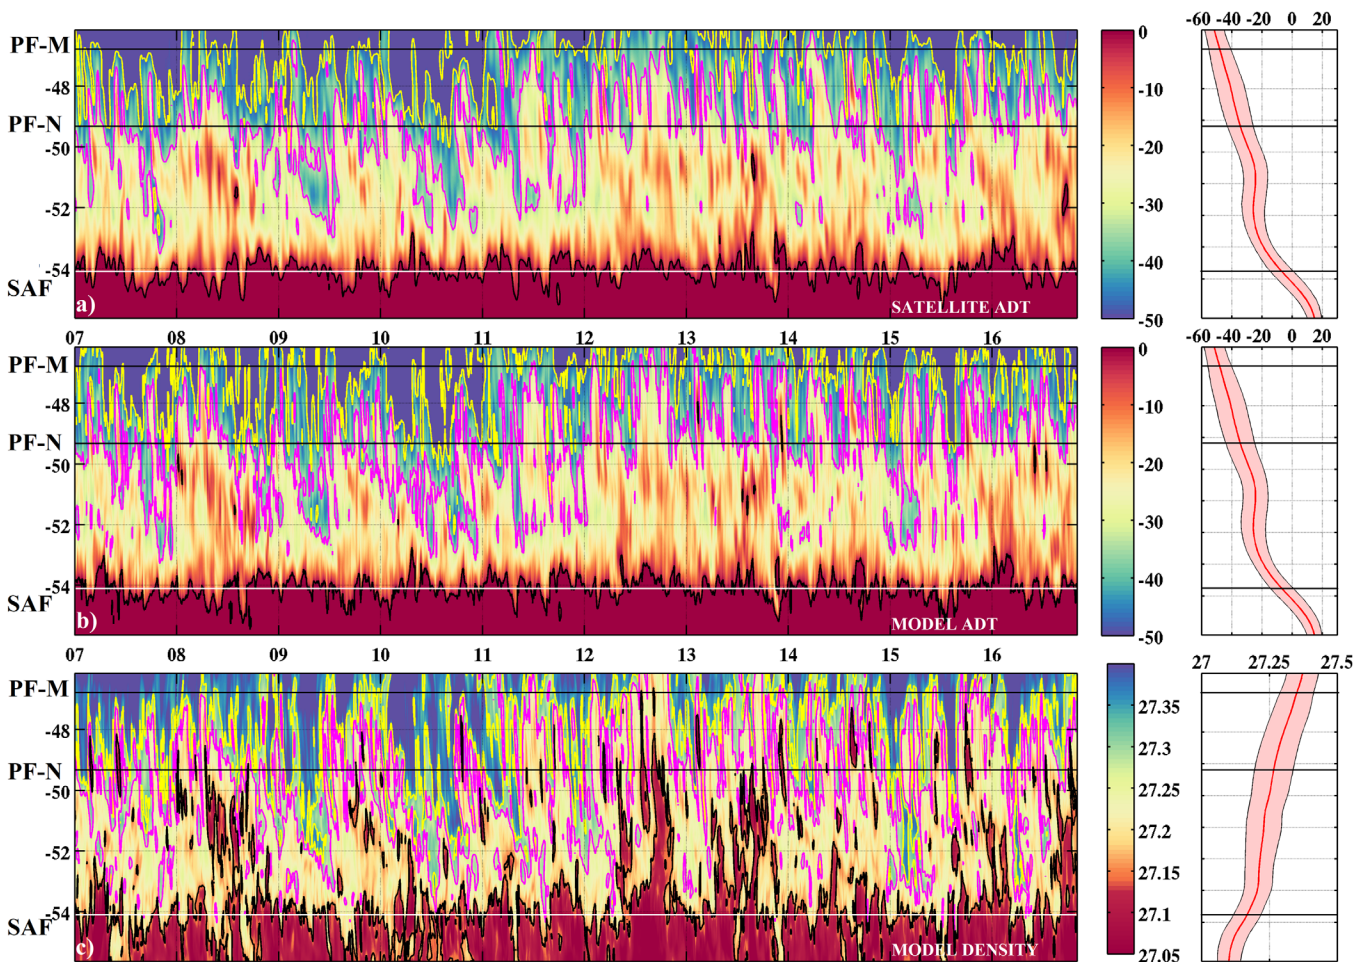 -60 -40 -20 0 20
PF-M
-48
PF-N
-50
-52
-54
SAF
a)
SATELLITE ADT
0
-10
-20
-30
-40
-50
07 08 09 10 11 12 13 14 15 16
-60 -40 -20 0 20
PF-M
-48
PF-N
-50
-52
-54
SAF
b)
MODEL ADT
0
-10
-20
-30
-40
-50
07 08 09 10 11 12 13 14 15 16
27 27.25 27.5
PF-M
-48
PF-N
-50
-52
-54
SAF
c)
MODEL DENSITY
27.35
27.3
27.25
27.2
27.15
27.1
27.05